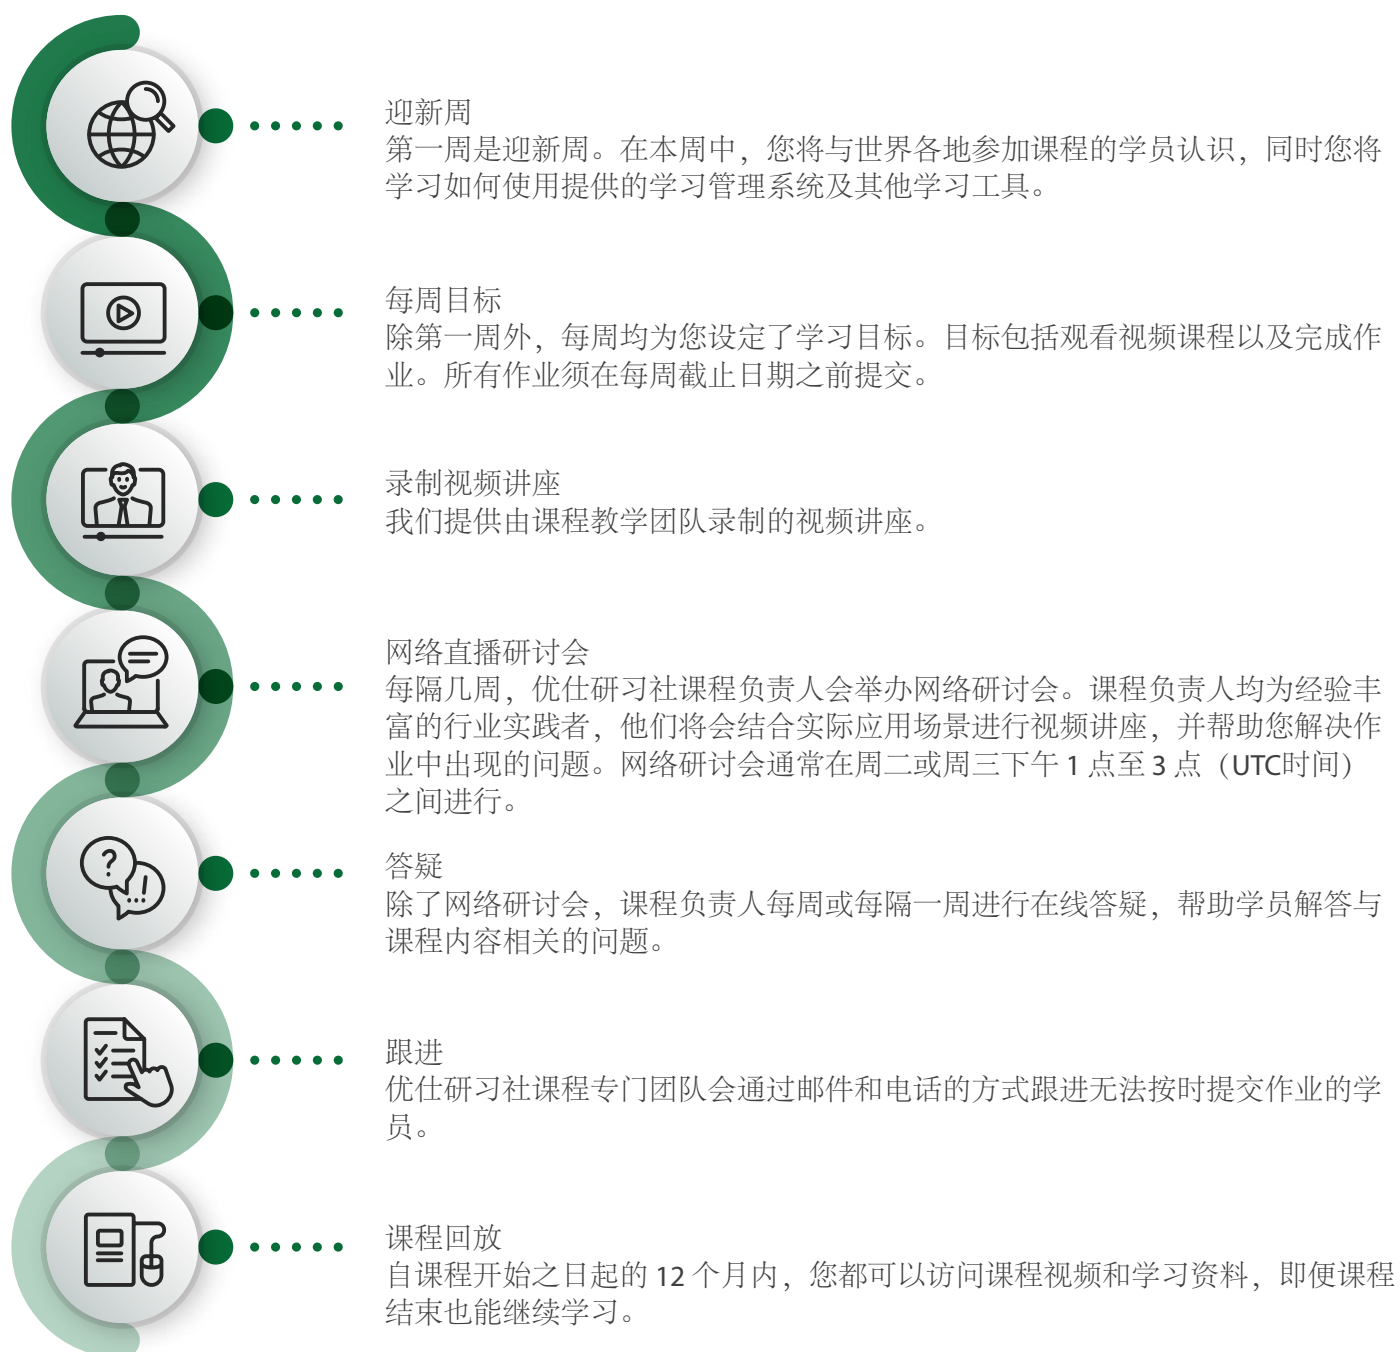 迎新周
第一周是迎新周。在本周中，您将与世界各地参加课程的学员认识，同时您将
学习如何使用提供的学习管理系统及其他学习工具。
每周目标
除第一周外，每周均为您设定了学习目标。目标包括观看视频课程以及完成作
业。所有作业须在每周截止日期之前提交。
录制视频讲座
我们提供由课程教学团队录制的视频讲座。
网络直播研讨会
每隔几周，优仕研习社课程负责人会举办网络研讨会。课程负责人均为经验丰
富的行业实践者，他们将会结合实际应用场景进行视频讲座，并帮助您解决作
业中出现的问题。网络研讨会通常在周二或周三下午 1 点至 3 点（UTC时间）
之间进行。
答疑
除了网络研讨会，课程负责人每周或每隔一周进行在线答疑，帮助学员解答与
课程内容相关的问题。
跟进
优仕研习社课程专门团队会通过邮件和电话的方式跟进无法按时提交作业的学
员。
课程回放
自课程开始之日起的 12 个月内，您都可以访问课程视频和学习资料，即便课程
结束也能继续学习。